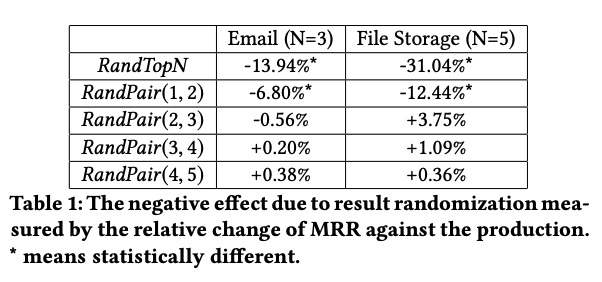 Email (N=3) File Storage (N=5)
RandTopN -13.94%* -31.04%*
RandPair(1, 2) -6.80%* -12.44%*
RandPair(2, 3) -0.56% +3.75%
RandPair(3, 4) +0.20% +1.09%
RandPair(4, 5) +0.38% +0.36%
Table 1: The negative effect due to result randomization mea-
sured by the relative change of MRR against the production.
* means statistically different.